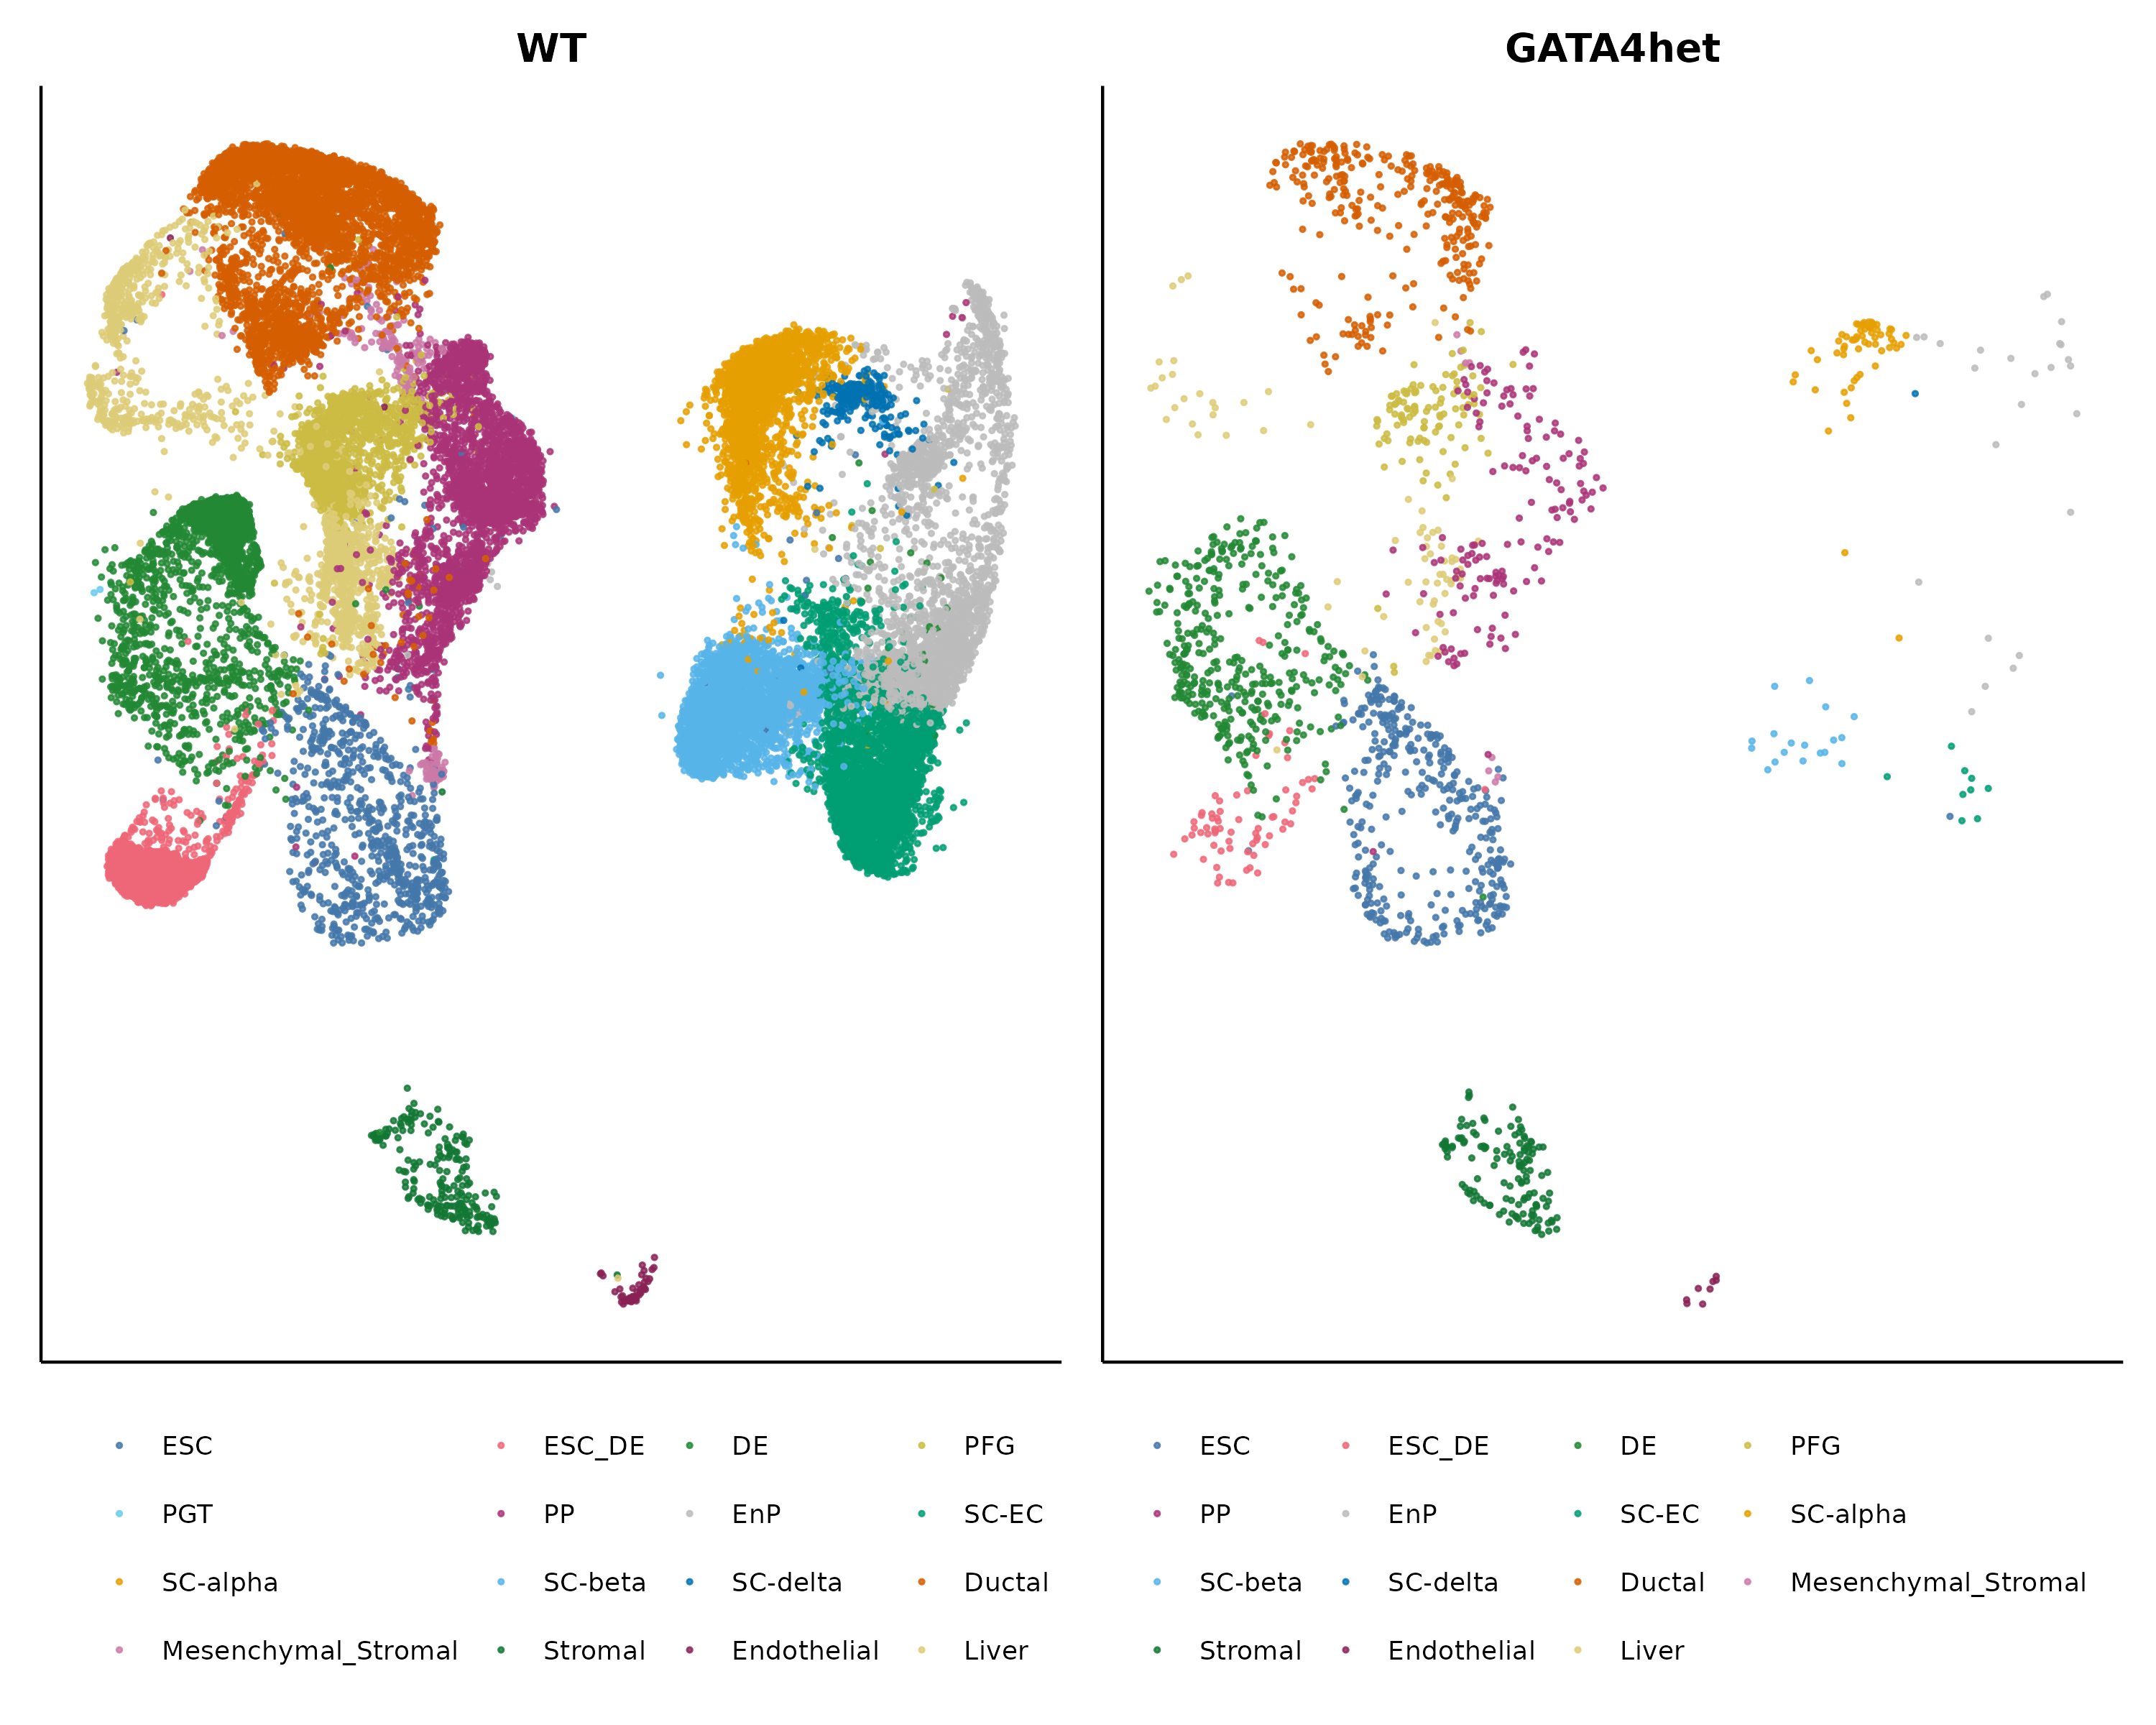 WT
GATA4het
ESC ESC_DE DE PFG
PGT PP EnP SC-EC
SC-alpha SC-beta SC-delta Ductal
Mesenchymal_Stromal Stromal Endothelial Liver
ESC ESC_DE DE PFG
PP EnP SC-EC SC-alpha
SC-beta SC-delta Ductal Mesenchymal_Stromal
Stromal Endothelial Liver